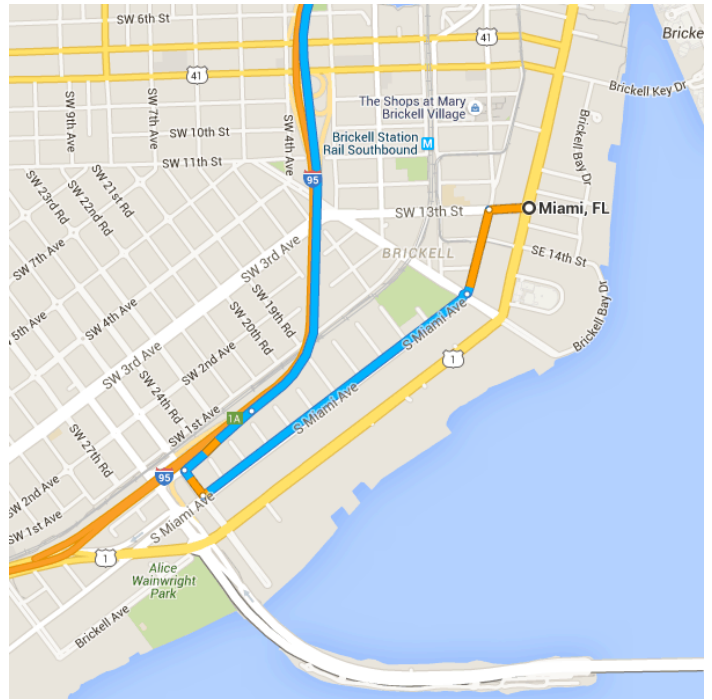 SW 6th St
41
41
Bricke
Brickell Key Dr
SW 9th Ave
SW 7th Ave
SW 10th St
SW 4th Ave
The Shops at Mary
Brickell Village
Brickell Bay Dr
Brickell Station
Rail Southbound
M
SW 11th St
95
SW 21st Rd
SW 22nd Rd
SW 23rd Rd
SW 13th St
Miami, FL
SW 7th Ave
SW 3rd Ave
BRICKELL
SE 14th St
SW 4th Ave
SW 5th Ave
SW 19th Rd
SW 20th Rd
S Miami Ave
Brickell Bay Dr
SW 3rd Ave
SW 2nd Ave
1
SW 24th Rd
1A
S Miami Ave
SW 1st Ave
SW 27th Rd
95
SW 2nd Ave
SW 1st Ave
S Miami Ave
1
Alice
Wainwright
Park
Brickell Ave